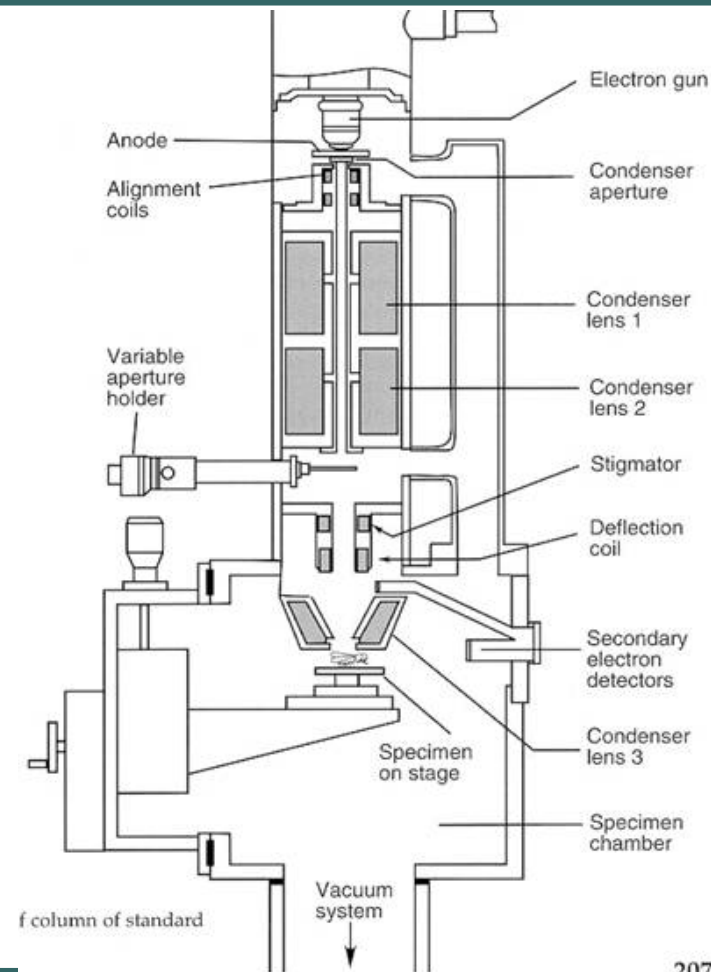 Electron gun
Anode
Condenser
aperture
Alignment
coils
Condenser
lens 1
Variable
aperture
holder
Condenser
lens 2
Stigmator
Deflection
coil
Secondary
electron
detectors
Condenser
lens 3
Specimen
on stage
Specimen
chamber
Vacuum
system
f column of standard